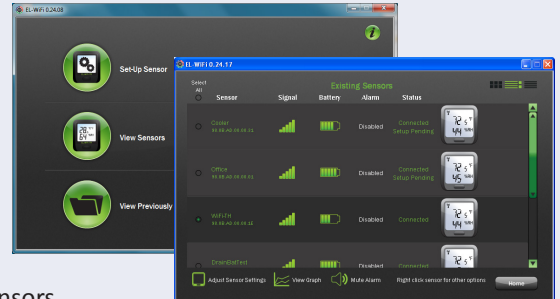 EL-WiFi 0.24.08
Set-Up Sensor
View Sensors
View Previously
EL-WiFi 0.24.17
Select
All
Existing Sensors
Sensor Signal Battery Alarm Status
Cooler Disabled Connected
Setup Pending
Office Disabled Connected
Setup Pending
WiFi-TH Disabled Connected
DrainBatTest Disabled Connected
Adjust Sensor Settings View Graph Mute Alarm Right click sensor for other options Home
nsors